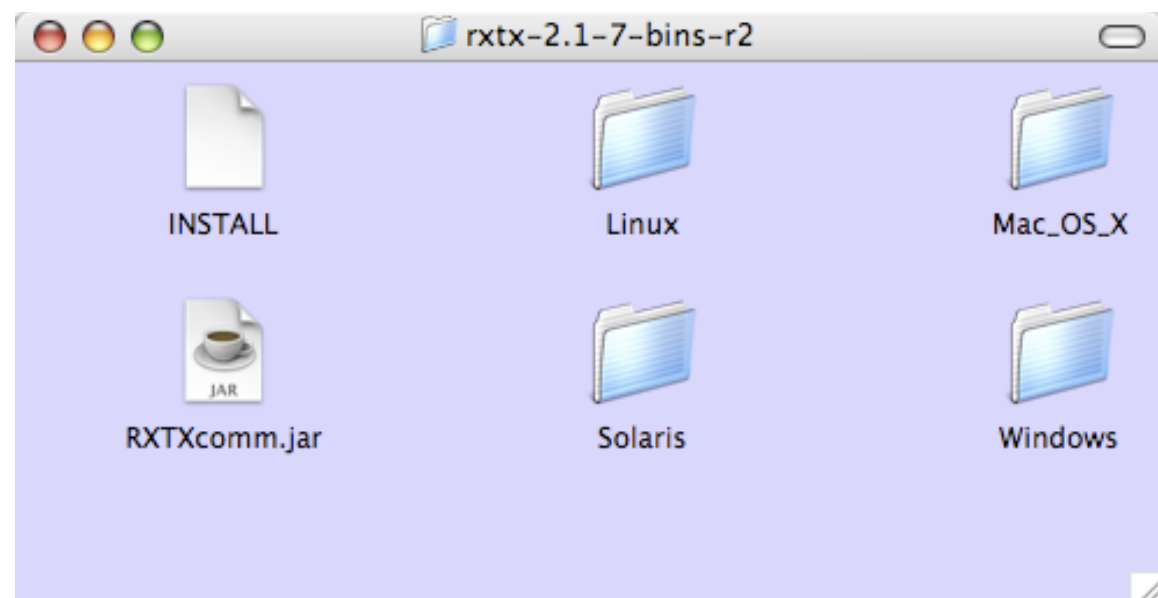 rxtx-2.1-7-bins-r2
INSTALL
Linux
Mac_OS_X
JAR
RXTXcomm.jar
Solaris
Windows